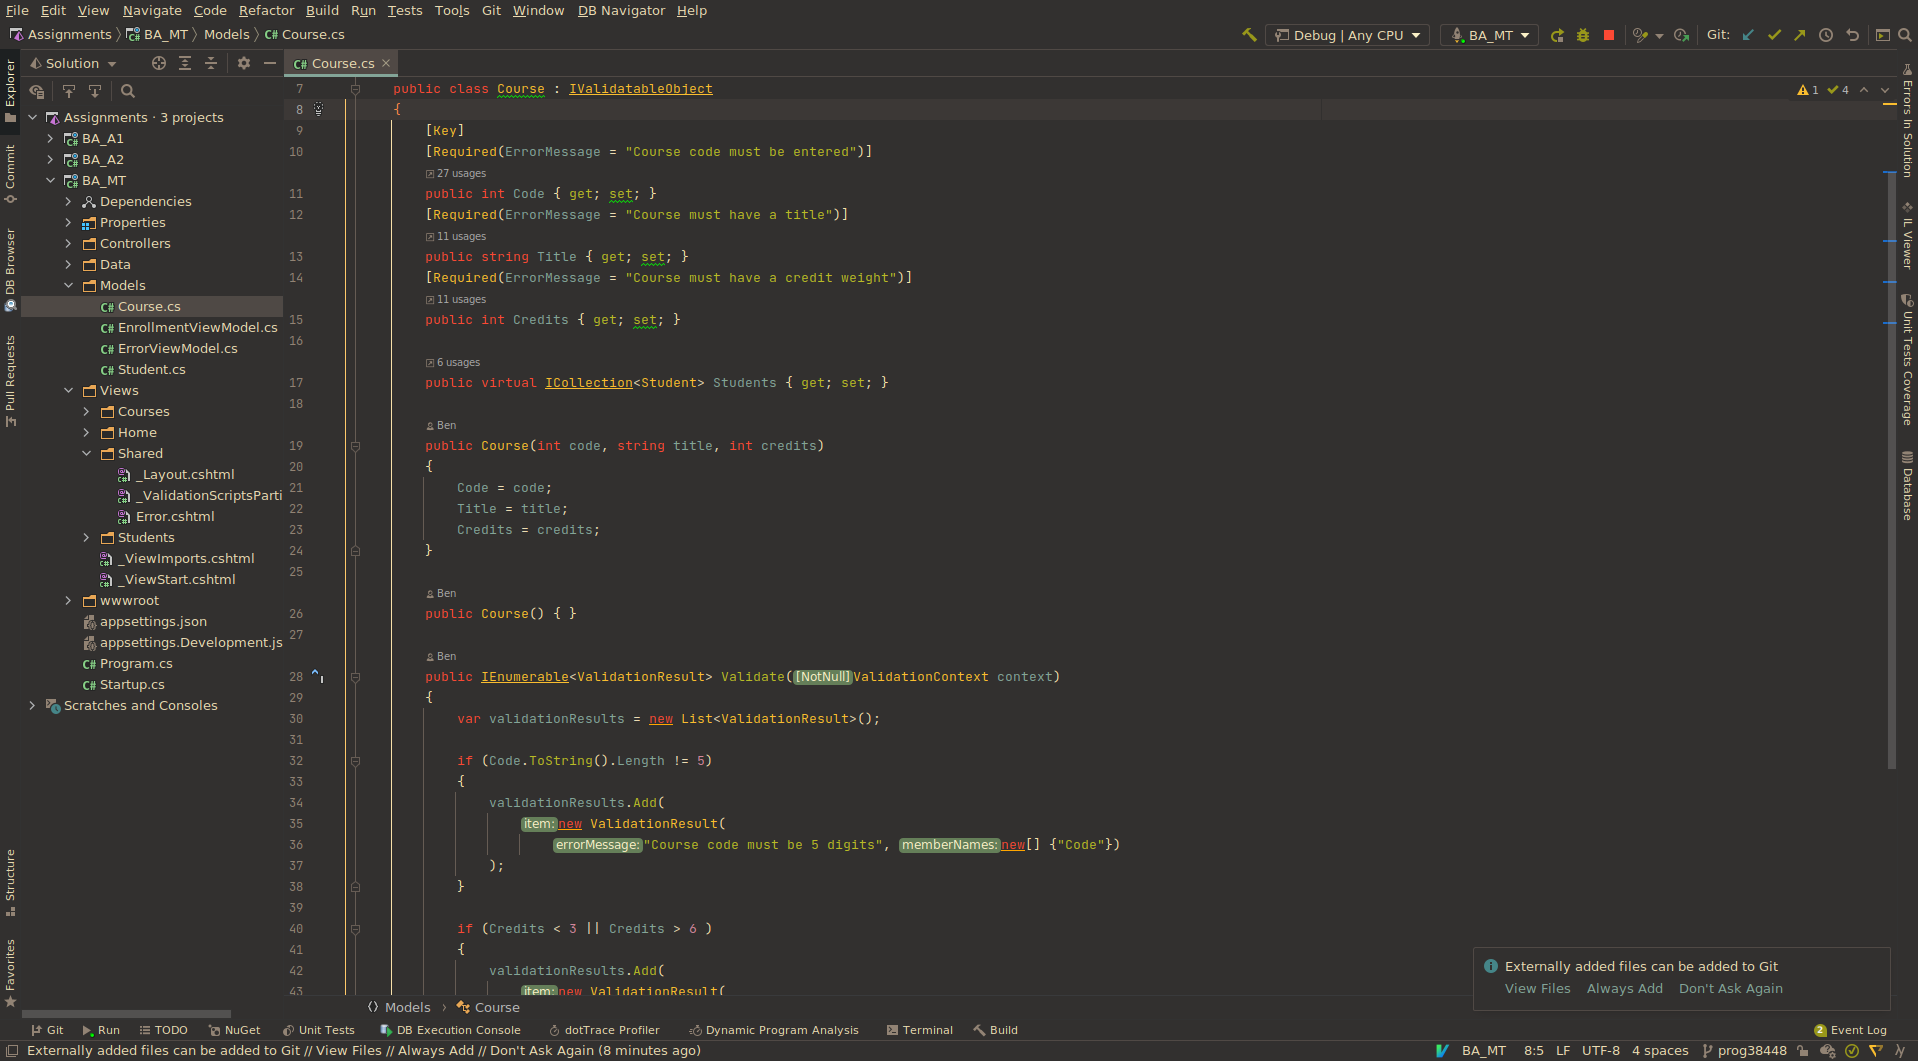 File Edit View Navigate Code Refactor Build Run Tests Tools Git Window DB Navigator Help
Assignments BA_MT Models C# Course.cs Debug | Any CPU BA_MT Git:
Solution C# Course.cs
Explorer
Commit
DB Browser
Pull Requests
Structure
Favorites
Assignments · 3 projects
BA_A1
BA_A2
BA_MT
Dependencies
Properties
Controllers
Data
Models
C# Course.cs
C# EnrollmentViewModel.cs
C# ErrorViewModel.cs
C# Student.cs
Views
Courses
Home
Shared
_Layout.cshtml
_ValidationScriptsParti
Error.cshtml
Students
_ViewImports.cshtml
_ViewStart.cshtml
wwwroot
appsettings.json
appsettings.Development.js
C# Program.cs
C# Startup.cs
Scratches and Consoles
7 public class Course : IValidatableObject
8 {
9 [Key]
10 [Required(ErrorMessage = "Course code must be entered")]
27 usages
11 public int Code { get; set; }
12 [Required(ErrorMessage = "Course must have a title")]
11 usages
13 public string Title { get; set; }
14 [Required(ErrorMessage = "Course must have a credit weight")]
11 usages
15 public int Credits { get; set; }
16
6 usages
17 public virtual ICollection<Student> Students { get; set; }
18
Ben
19 public Course(int code, string title, int credits)
20 {
21 Code = code;
22 Title = title;
23 Credits = credits;
24 }
25
Ben
26 public Course() { }
27
Ben
28 public IEnumerable<ValidationResult> Validate([NotNull]ValidationContext context)
29 {
30 var validationResults = new List<ValidationResult>();
31
32 if (Code.ToString().Length != 5)
33 {
34 validationResults.Add(
35 item: new ValidationResult(
36 errorMessage: "Course code must be 5 digits", memberNames: new[] {"Code"})
37 );
38 }
39
40 if (Credits < 3 || Credits > 6 )
41 {
42 validationResults.Add(
43 item: new ValidationResult(
1 4
Errors In Solution
IL Viewer
Unit Tests Coverage
Database
Externally added files can be added to Git
View Files Always Add Don't Ask Again
Models Course
Git Run TODO NuGet Unit Tests DB Execution Console dotTrace Profiler Dynamic Program Analysis Terminal Build 2 Event Log
Externally added files can be added to Git // View Files // Always Add // Don't Ask Again (8 minutes ago) BA_MT 8:5 LF UTF-8 4 spaces prog38448